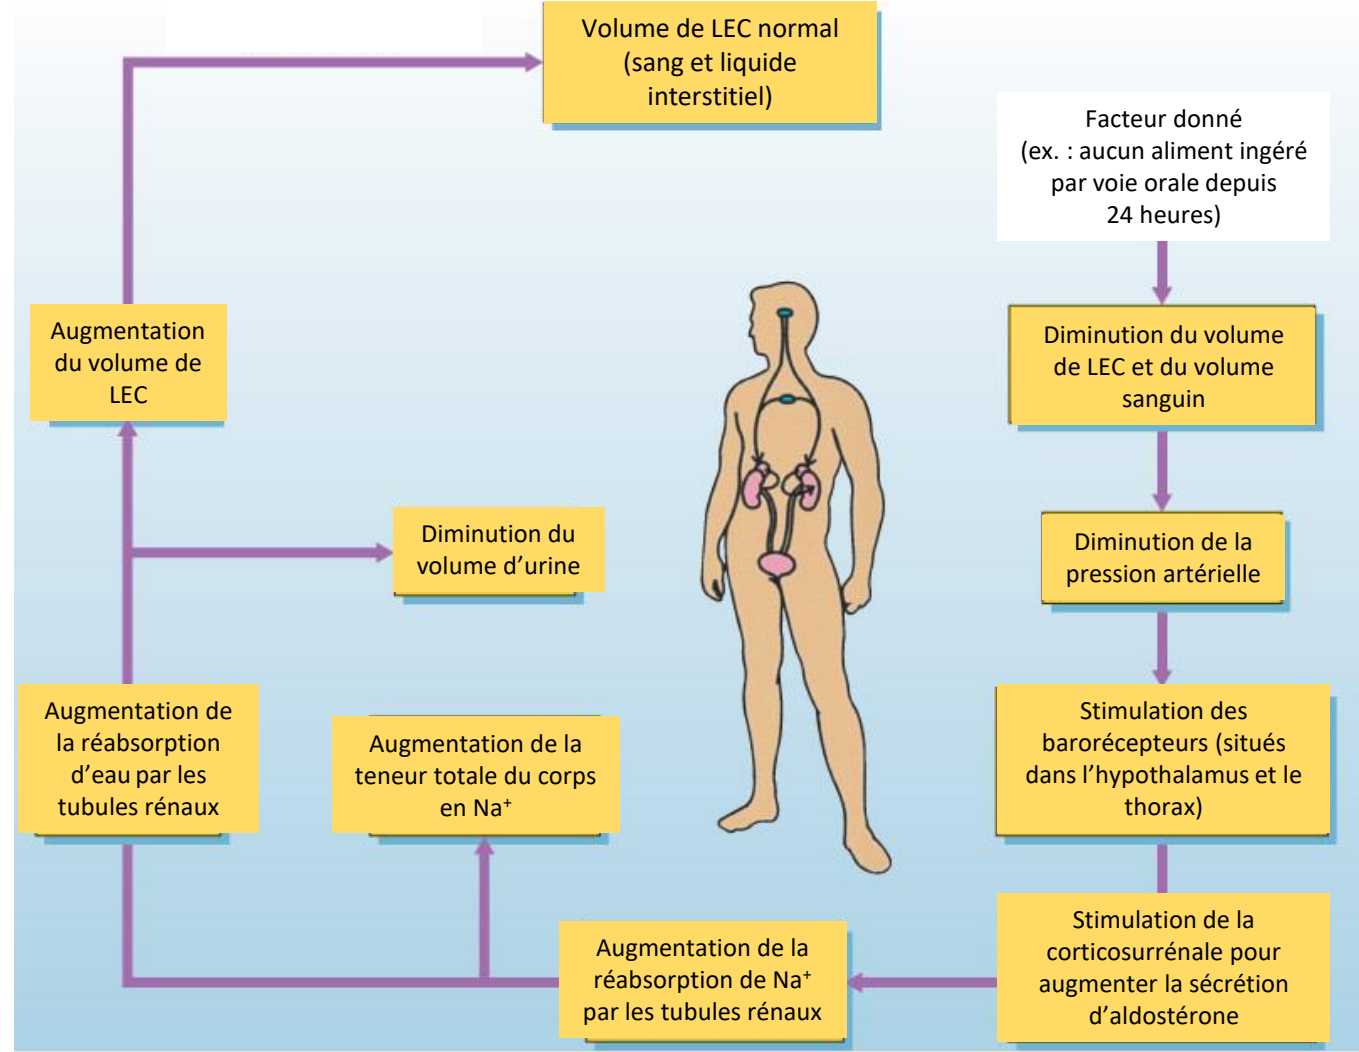 Volume de LEC normal
(sang et liquide
interstitiel)
Facteur donné
(ex. : aucun aliment ingéré
par voie orale depuis
24 heures)
Diminution du volume
de LEC et du volume
sanguin
Diminution de la
pression artérielle
Stimulation des
barorécepteurs (situés
dans l’hypothalamus et le
thorax)
Stimulation de la
corticosurrénale pour
augmenter la sécrétion
d’aldostérone
Augmentation de la
réabsorption de Na⁺
par les tubules rénaux
Augmentation de la
teneur totale du corps
en Na⁺
Augmentation de
la réabsorption
d’eau par les
tubules rénaux
Diminution du
volume d’urine
Augmentation
du volume de
LEC